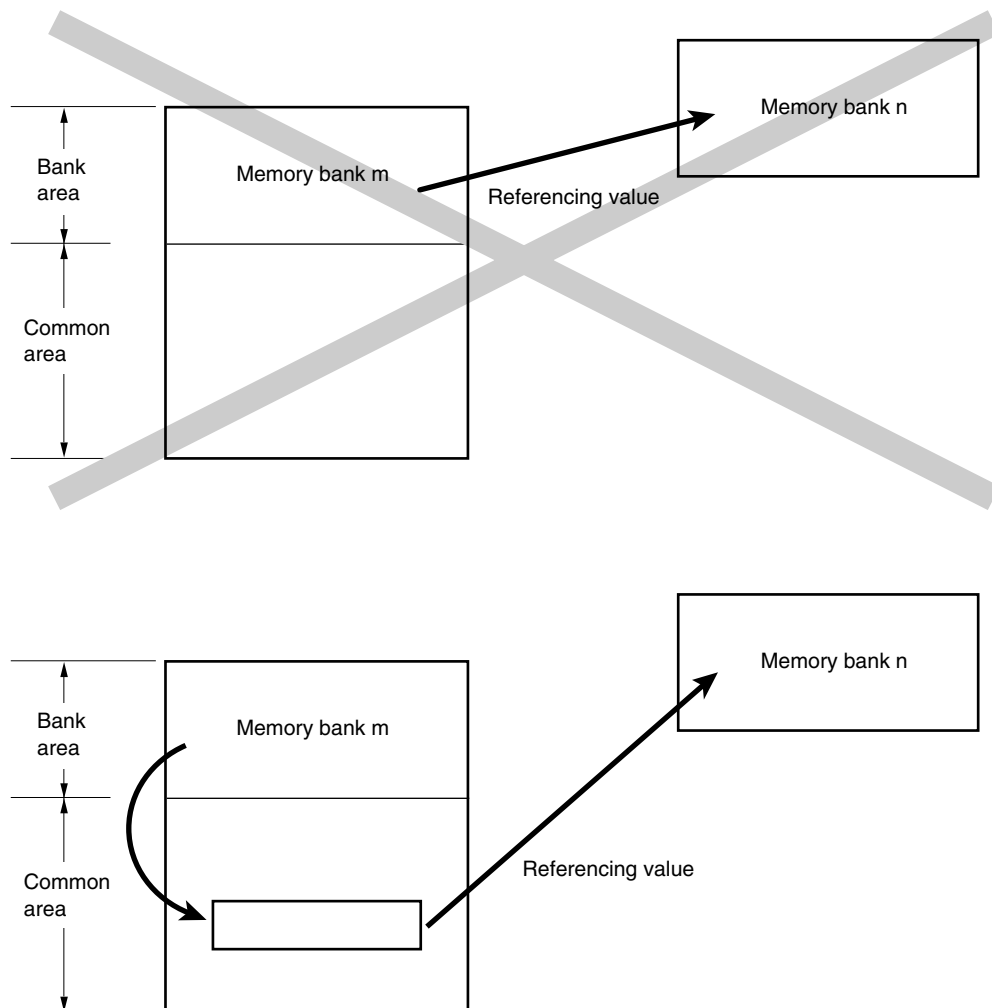 Memory bank n
Bank
area
Memory bank m
Referencing value
Common
area
Memory bank n
Bank
area
Memory bank m
Referencing value
Common
area